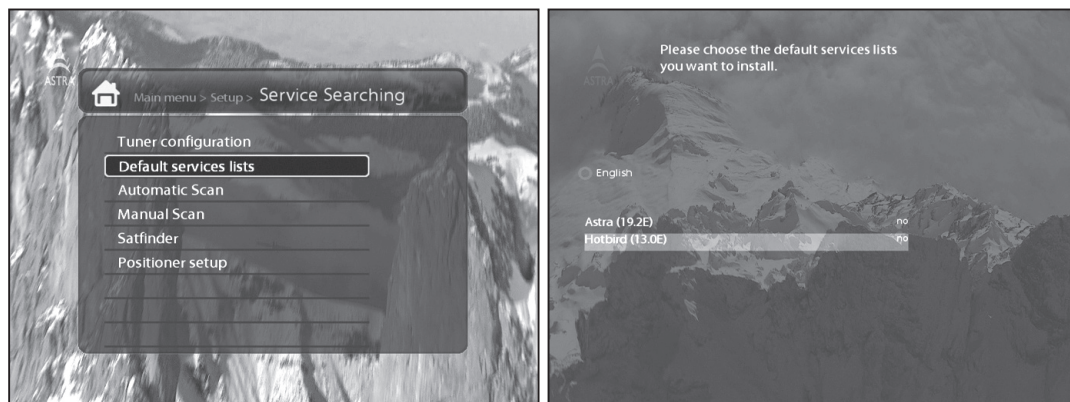 ASTRA
Main menu > Setup > Service Searching
Tuner configuration
Default services lists
Automatic Scan
Manual Scan
Satfinder
Positioner setup
ASTRA
Please choose the default services lists
you want to install.
English
Astra (19.2E) no
Hotbird (13.0E) no